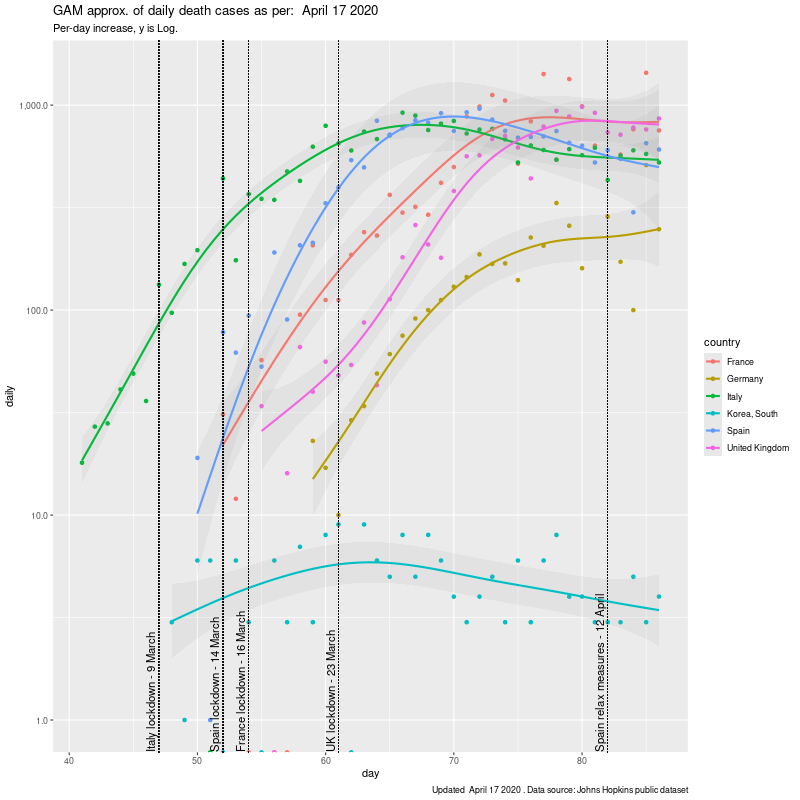 GAM approx. of daily death cases as per:  April 17 2020
Per-day increase, y is Log.
1,000.0
100.0
10.0
1.0
daily
40
50
60
70
80
day
Italy lockdown - 9 March
Spain lockdown - 14 March
France lockdown - 16 March
UK lockdown - 23 March
Spain relax measures - 12 April
country
France
Germany
Italy
Korea, South
Spain
United Kingdom
Updated  April 17 2020 . Data source: Johns Hopkins public dataset